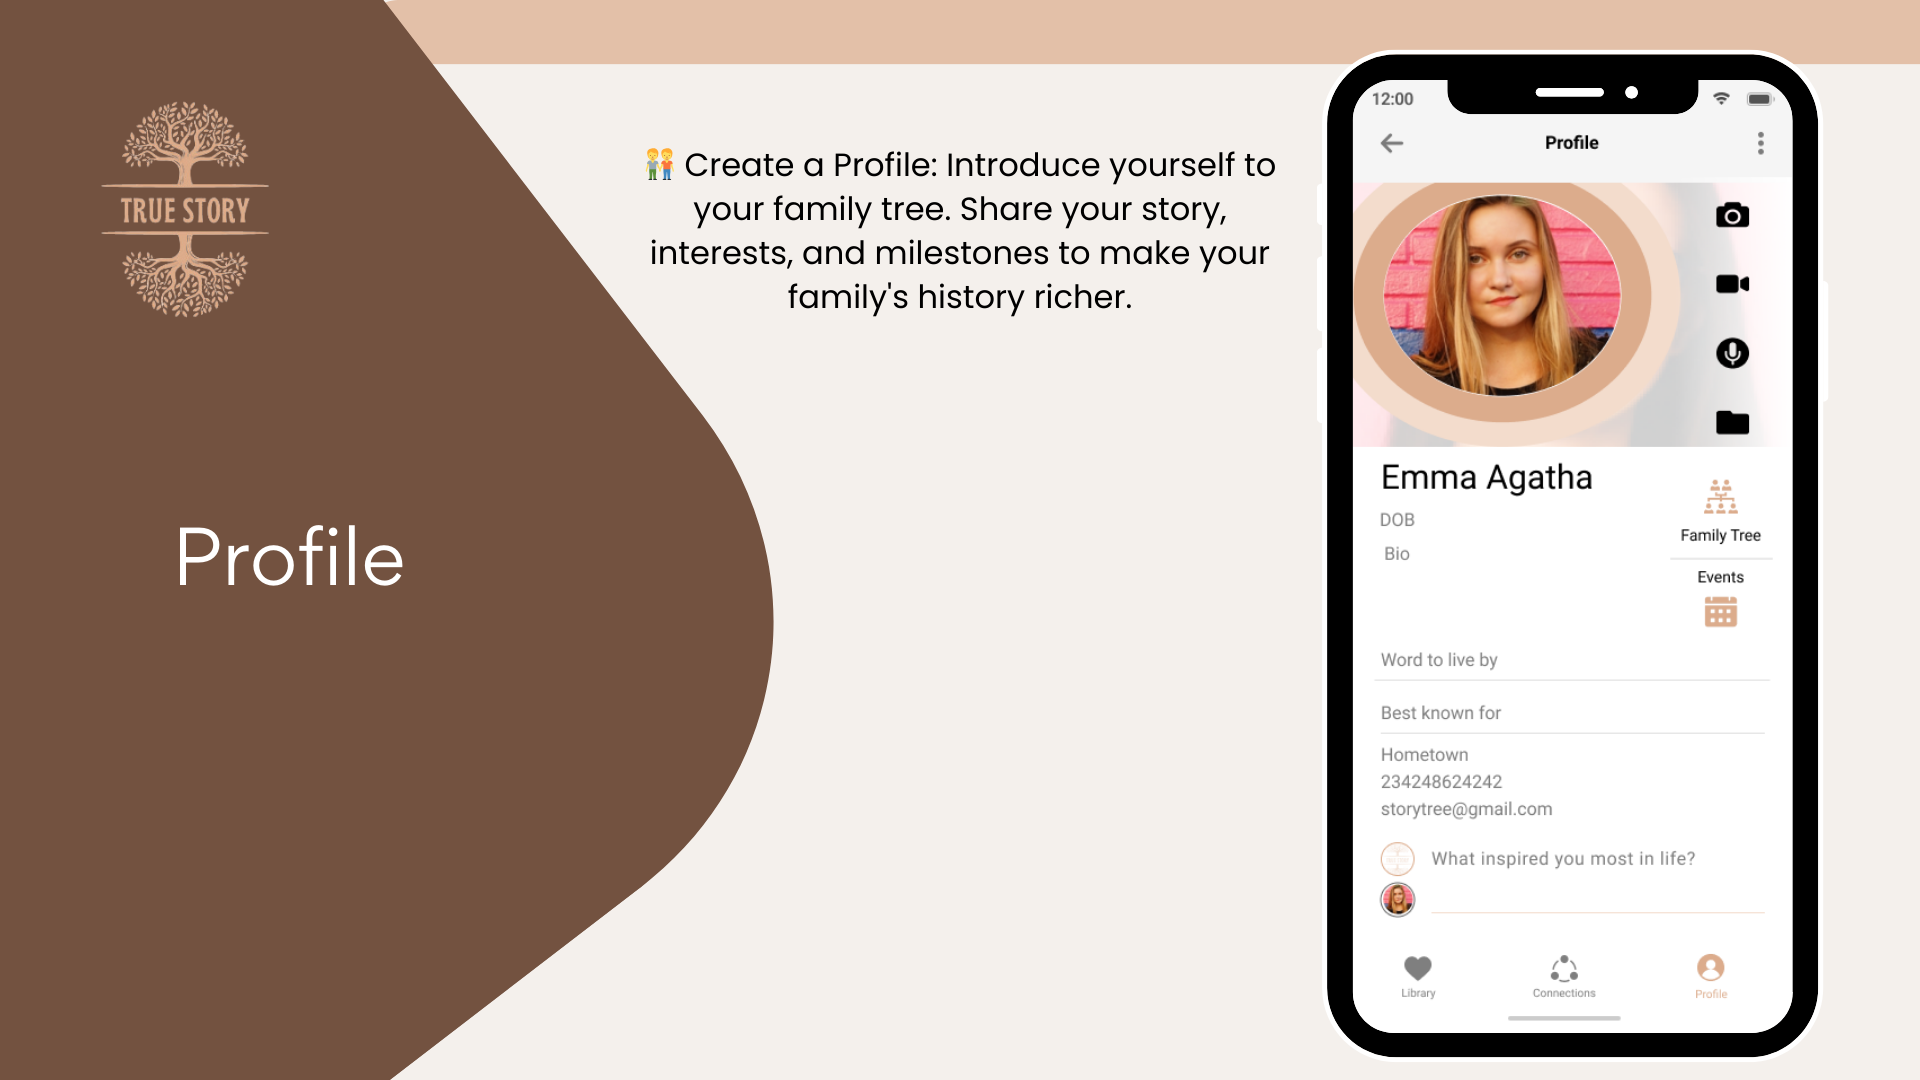 TRUE STORY
Profile
👬 Create a Profile: Introduce yourself to
your family tree. Share your story,
interests, and milestones to make your
family's history richer.
12:00
Profile
Emma Agatha
DOB
Bio
Family Tree
Events
Word to live by
Best known for
Hometown
234248624242
storytree@gmail.com
What inspired you most in life?
Library
Connections
Profile